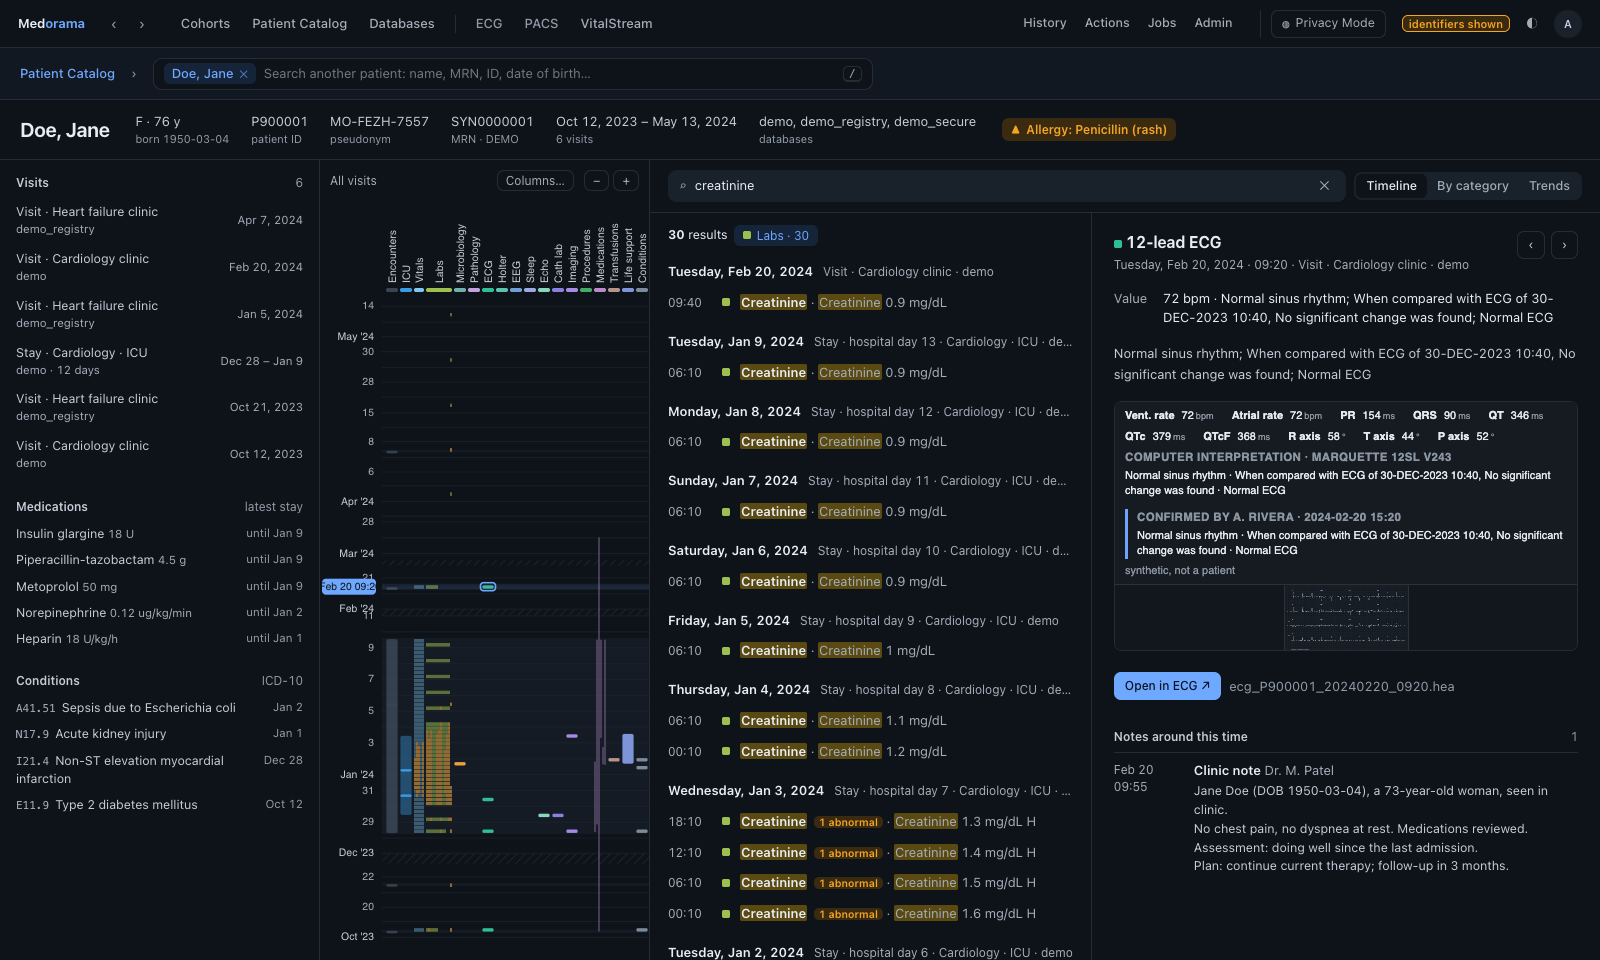 Medorama ‹ › Cohorts Patient Catalog Databases ECG PACS VitalStream History Actions Jobs Admin Privacy Mode identifiers shown A
Patient Catalog › Doe, Jane × Search another patient: name, MRN, ID, date of birth... /
Doe, Jane
F · 76 y
born 1950-03-04
P900001
patient ID
MO-FEZH-7557
pseudonym
SYN0000001
MRN · DEMO
Oct 12, 2023 – May 13, 2024
6 visits
demo, demo_registry, demo_secure
databases
▲ Allergy: Penicillin (rash)
Visits 6
Visit · Heart failure clinic
demo_registry
Apr 7, 2024
Visit · Cardiology clinic
demo
Feb 20, 2024
Visit · Heart failure clinic
demo_registry
Jan 5, 2024
Stay · Cardiology · ICU
demo · 12 days
Dec 28 – Jan 9
Visit · Heart failure clinic
demo_registry
Oct 21, 2023
Visit · Cardiology clinic
demo
Oct 12, 2023
Medications latest stay
Insulin glargine 18 U until Jan 9
Piperacillin-tazobactam 4.5 g until Jan 9
Metoprolol 50 mg until Jan 9
Norepinephrine 0.12 ug/kg/min until Jan 2
Heparin 18 U/kg/h until Jan 1
Conditions ICD-10
A41.51 Sepsis due to Escherichia coli Jan 2
N17.9 Acute kidney injury Jan 1
I21.4 Non-ST elevation myocardial
infarction
Dec 28
E11.9 Type 2 diabetes mellitus Oct 12
All visits Columns... − +
Encounters
ICU
Vitals
Labs
Microbiology
Pathology
ECG
Holter
EEG
Sleep
Echo
Cath lab
Imaging
Procedures
Medications
Transfusions
Life support
Conditions
14
May '24
30
28
15
8
6
Apr '24
28
Mar '24
21
Feb 20 09:2
Feb '24
11
9
7
5
3
Jan '24
31
29
Dec '23
22
20
Oct '23
creatinine ×
Timeline By category Trends
30 results Labs · 30
Tuesday, Feb 20, 2024 Visit · Cardiology clinic · demo
09:40 Creatinine · Creatinine 0.9 mg/dL
Tuesday, Jan 9, 2024 Stay · hospital day 13 · Cardiology · ICU · de...
06:10 Creatinine · Creatinine 0.9 mg/dL
Monday, Jan 8, 2024 Stay · hospital day 12 · Cardiology · ICU · de...
06:10 Creatinine · Creatinine 0.9 mg/dL
Sunday, Jan 7, 2024 Stay · hospital day 11 · Cardiology · ICU · de...
06:10 Creatinine · Creatinine 0.9 mg/dL
Saturday, Jan 6, 2024 Stay · hospital day 10 · Cardiology · ICU · d...
06:10 Creatinine · Creatinine 0.9 mg/dL
Friday, Jan 5, 2024 Stay · hospital day 9 · Cardiology · ICU · demo
06:10 Creatinine · Creatinine 1 mg/dL
Thursday, Jan 4, 2024 Stay · hospital day 8 · Cardiology · ICU · de...
06:10 Creatinine · Creatinine 1.1 mg/dL
00:10 Creatinine · Creatinine 1.2 mg/dL
Wednesday, Jan 3, 2024 Stay · hospital day 7 · Cardiology · ICU · ...
18:10 Creatinine 1 abnormal · Creatinine 1.3 mg/dL H
12:10 Creatinine 1 abnormal · Creatinine 1.4 mg/dL H
06:10 Creatinine 1 abnormal · Creatinine 1.5 mg/dL H
00:10 Creatinine 1 abnormal · Creatinine 1.6 mg/dL H
Tuesday, Jan 2, 2024 Stay · hospital day 6 · Cardiology · ICU · demo
12-lead ECG ‹ ›
Tuesday, Feb 20, 2024 · 09:20 · Visit · Cardiology clinic · demo
Value 72 bpm · Normal sinus rhythm; When compared with ECG of 30-
DEC-2023 10:40, No significant change was found; Normal ECG
Normal sinus rhythm; When compared with ECG of 30-DEC-2023 10:40, No
significant change was found; Normal ECG
Vent. rate 72 bpm Atrial rate 72 bpm PR 154 ms QRS 90 ms QT 346 ms
QTc 379 ms QTcF 368 ms R axis 58 ° T axis 44 ° P axis 52 °
COMPUTER INTERPRETATION · MARQUETTE 12SL V243
Normal sinus rhythm · When compared with ECG of 30-DEC-2023 10:40, No significant
change was found · Normal ECG
CONFIRMED BY A. RIVERA · 2024-02-20 15:20
Normal sinus rhythm · When compared with ECG of 30-DEC-2023 10:40, No significant
change was found · Normal ECG
synthetic, not a patient
Open in ECG ↗ ecg_P900001_20240220_0920.hea
Notes around this time 1
Feb 20
09:55
Clinic note Dr. M. Patel
Jane Doe (DOB 1950-03-04), a 73-year-old woman, seen in
clinic.
No chest pain, no dyspnea at rest. Medications reviewed.
Assessment: doing well since the last admission.
Plan: continue current therapy; follow-up in 3 months.